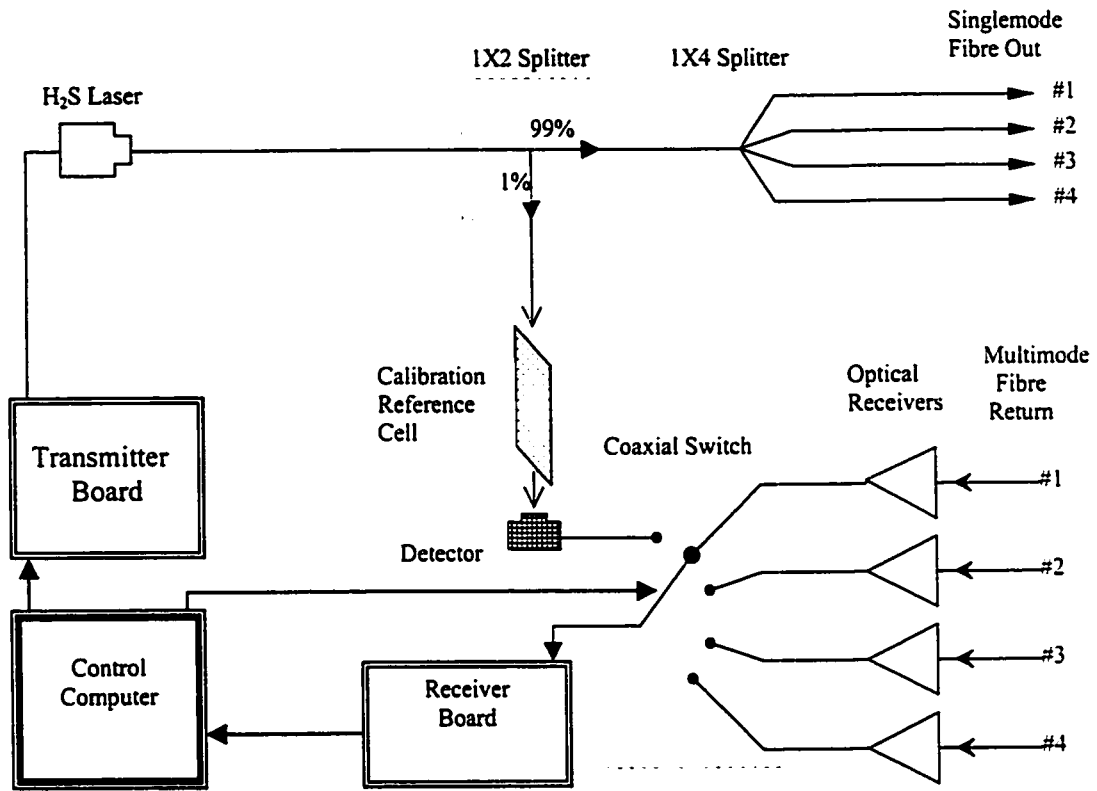 Singlemode
Fibre Out
1X2 Splitter
1X4 Splitter
H₂S Laser
#1
99%
#2
#3
1%
#4
Calibration
Reference
Cell
Optical
Receivers
Multimode
Fibre
Return
Coaxial Switch
Transmitter
Board
#1
Detector
#2
Control
Computer
Receiver
Board
#3
#4